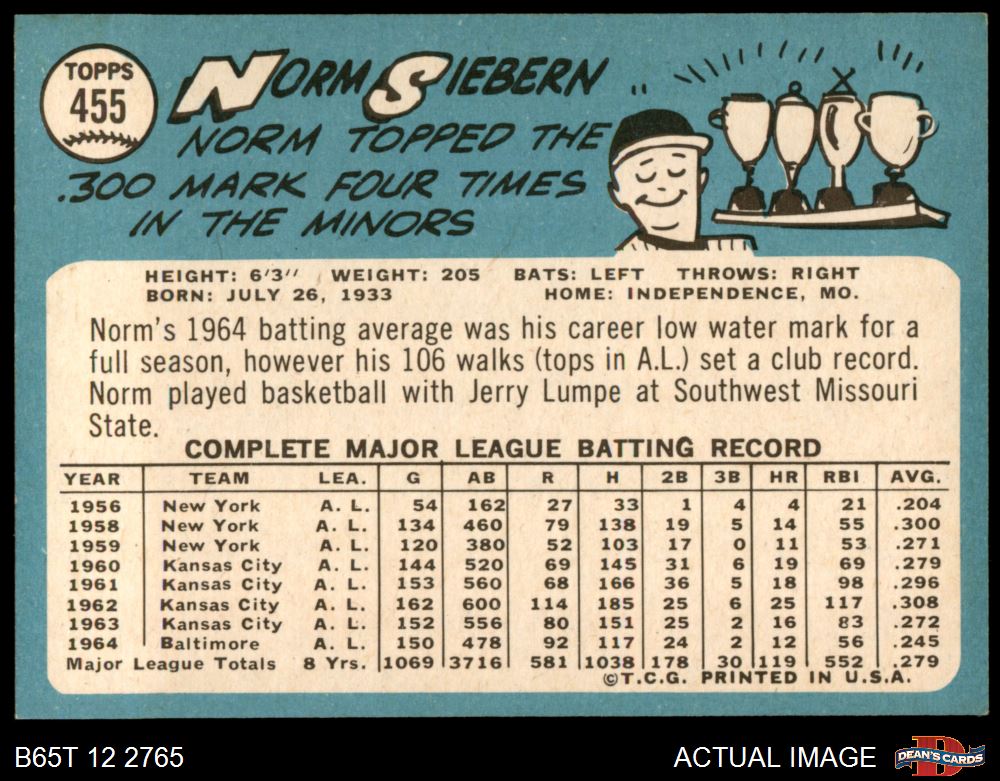 TOPPS
455
NORM SIEBERN
NORM TOPPED THE
.300 MARK FOUR TIMES
IN THE MINORS
HEIGHT: 6'3" WEIGHT: 205 BATS: LEFT THROWS: RIGHT
BORN: JULY 26, 1933 HOME: INDEPENDENCE, MO.
Norm's 1964 batting average was his career low water mark for a
full season, however his 106 walks (tops in A.L.) set a club record.
Norm played basketball with Jerry Lumpe at Southwest Missouri
State.
COMPLETE MAJOR LEAGUE BATTING RECORD
YEAR TEAM LEA. G AB R H 2B 3B HR RBI AVG.
1956 New York A. L. 54 162 27 33 1 4 4 21 .204
1958 New York A. L. 134 460 79 138 19 5 14 55 .300
1959 New York A. L. 120 380 52 103 17 0 11 53 .271
1960 Kansas City A. L. 144 520 69 145 31 6 19 69 .279
1961 Kansas City A. L. 153 560 68 166 36 5 18 98 .296
1962 Kansas City A. L. 162 600 114 185 25 6 25 117 .308
1963 Kansas City A. L. 152 556 80 151 25 2 16 83 .272
1964 Baltimore A. L. 150 478 92 117 24 2 12 56 .245
Major League Totals 8 Yrs. 1069 3716 581 1038 178 30 119 552 .279
©T.C.G. PRINTED IN U.S.A.
B65T 12 2765 ACTUAL IMAGE
D
DEAN'S CARDS